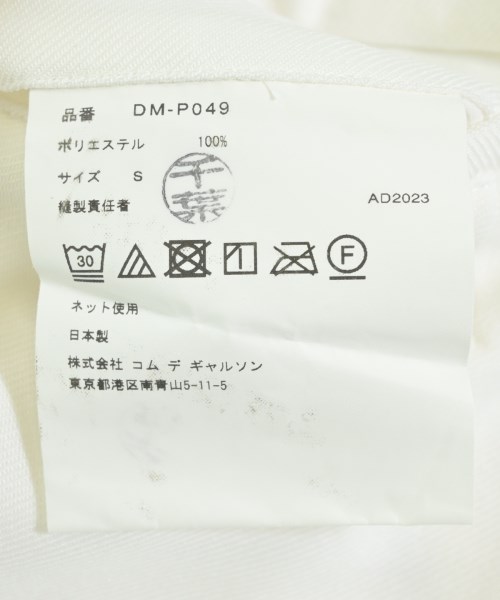 品番 DM-P049
ポリエステル 100%
サイズ S
千葉
縫製責任者 AD2023
30 F
ネット使用
日本製
株式会社 コム デ ギャルソン
東京都港区南青山5-11-5